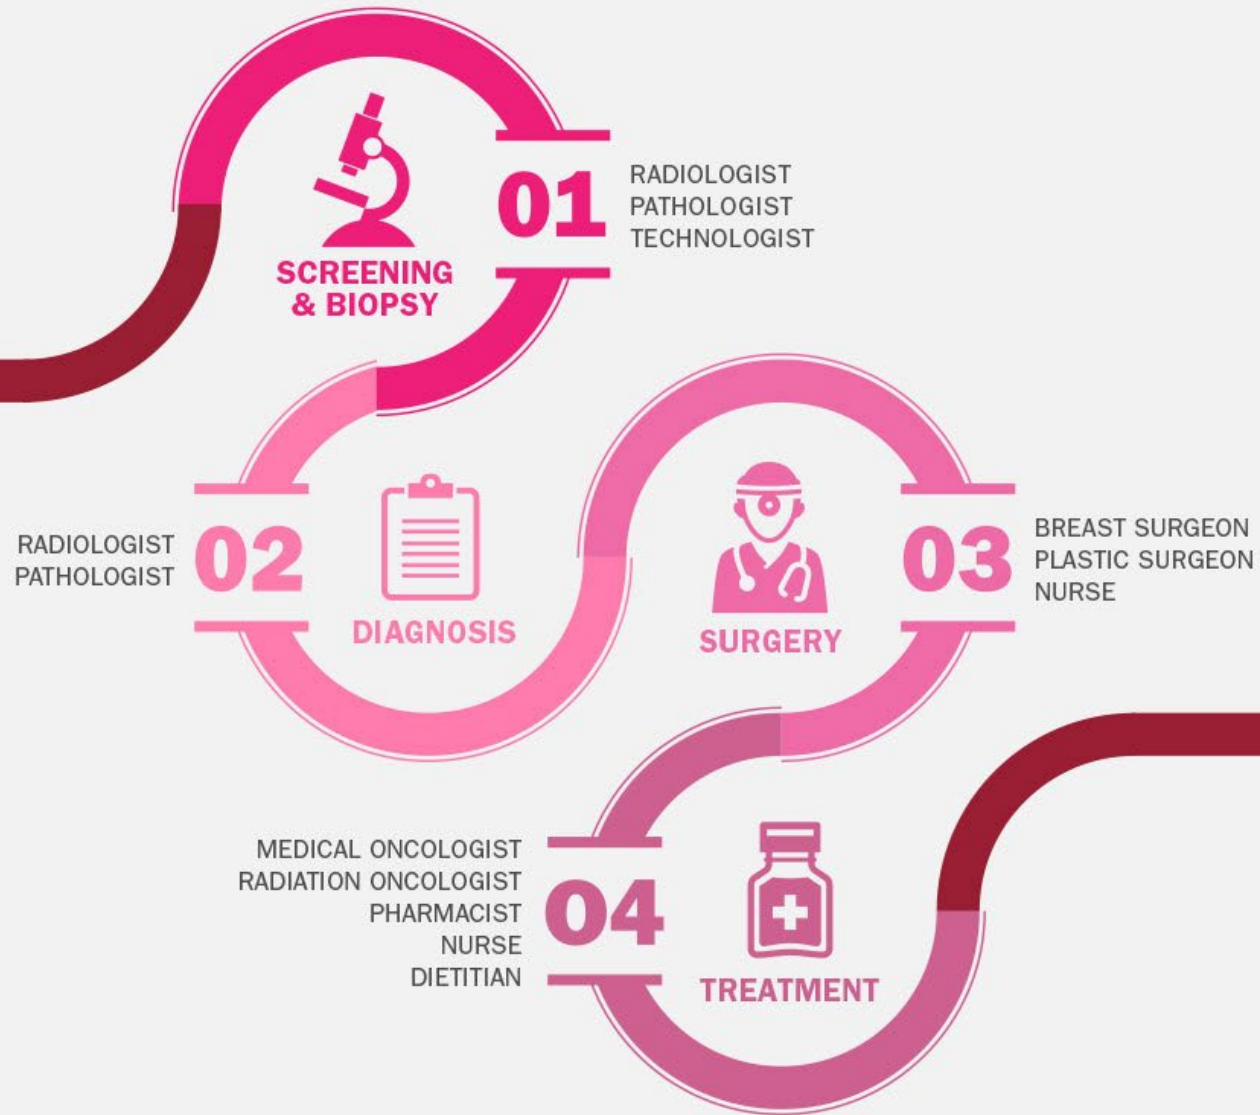 SCREENING
& BIOPSY
01
RADIOLOGIST
PATHOLOGIST
TECHNOLOGIST
RADIOLOGIST
PATHOLOGIST
02
DIAGNOSIS
SURGERY
03
BREAST SURGEON
PLASTIC SURGEON
NURSE
MEDICAL ONCOLOGIST
RADIATION ONCOLOGIST
PHARMACIST
NURSE
DIETITIAN
04
TREATMENT